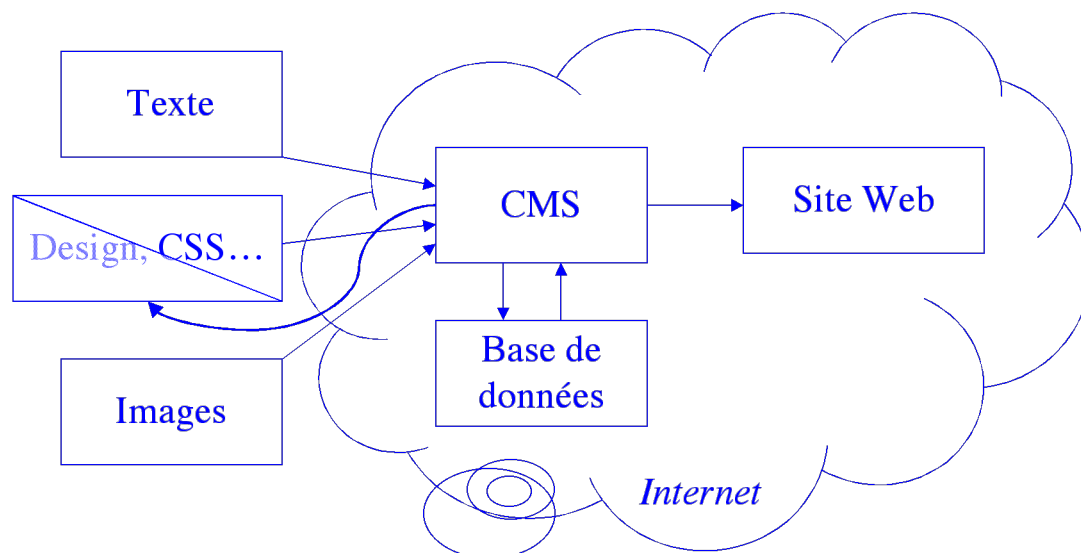 Texte
CMS
Site Web
Design, CSS…
Base de
données
Images
Internet